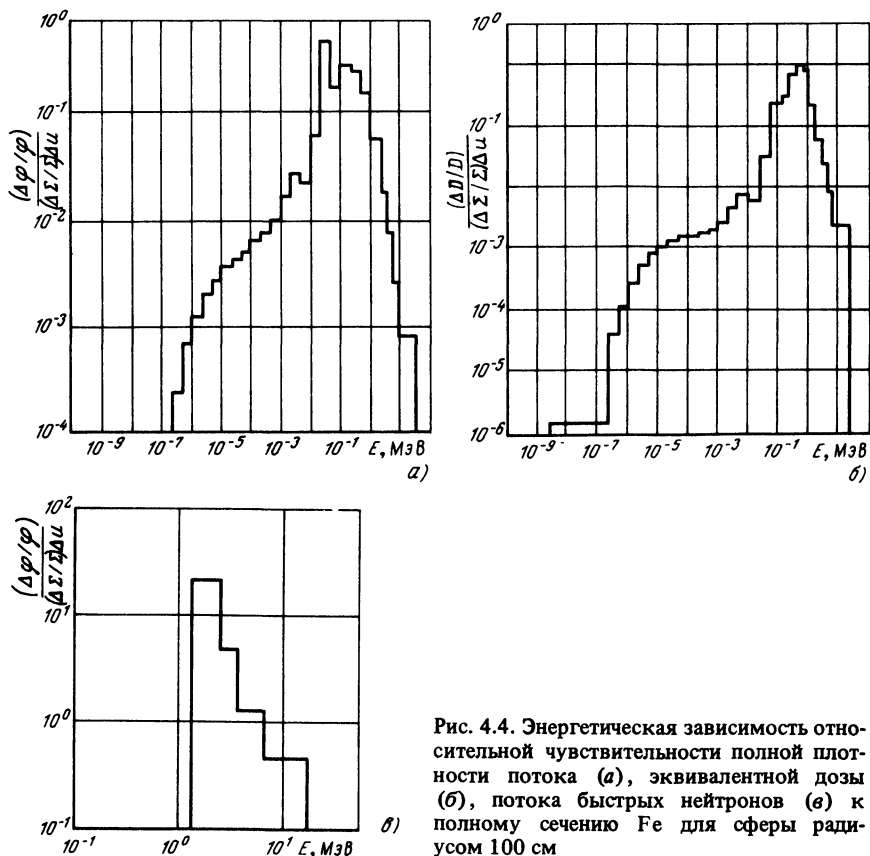 (Δφ/φ)
(ΔΣ/Σ)Δu
10⁰
10⁻¹
10⁻²
10⁻³
10⁻⁴
10⁻⁹ 10⁻⁷ 10⁻⁵ 10⁻³ 10⁻¹ E, МэВ
а)
(ΔD/D)
(ΔΣ/Σ)Δu
10⁰
10⁻¹
10⁻²
10⁻³
10⁻⁴
10⁻⁵
10⁻⁶
10⁻⁹ 10⁻⁷ 10⁻⁵ 10⁻³ 10⁻¹ E, МэВ
б)
(Δφ/φ)
(ΔΣ/Σ)Δu
10²
10¹
10⁰
10⁻¹
10⁻¹ 10⁰ 10¹ E, МэВ
в)
Рис. 4.4. Энергетическая зависимость отно-
сительной чувствительности полной плот-
ности потока (а), эквивалентной дозы
(б), потока быстрых нейтронов (в) к
полному сечению Fe для сферы ради-
усом 100 см